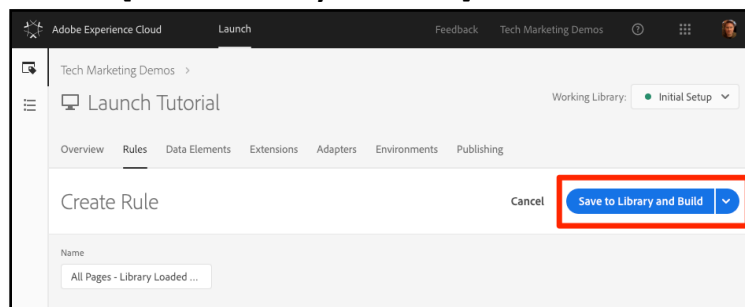 Adobe Experience Cloud Launch Feedback Tech Marketing Demos
Tech Marketing Demos >
Launch Tutorial
Working Library: Initial Setup
Overview Rules Data Elements Extensions Adapters Environments Publishing
Create Rule Cancel Save to Library and Build
Name
All Pages - Library Loaded ...